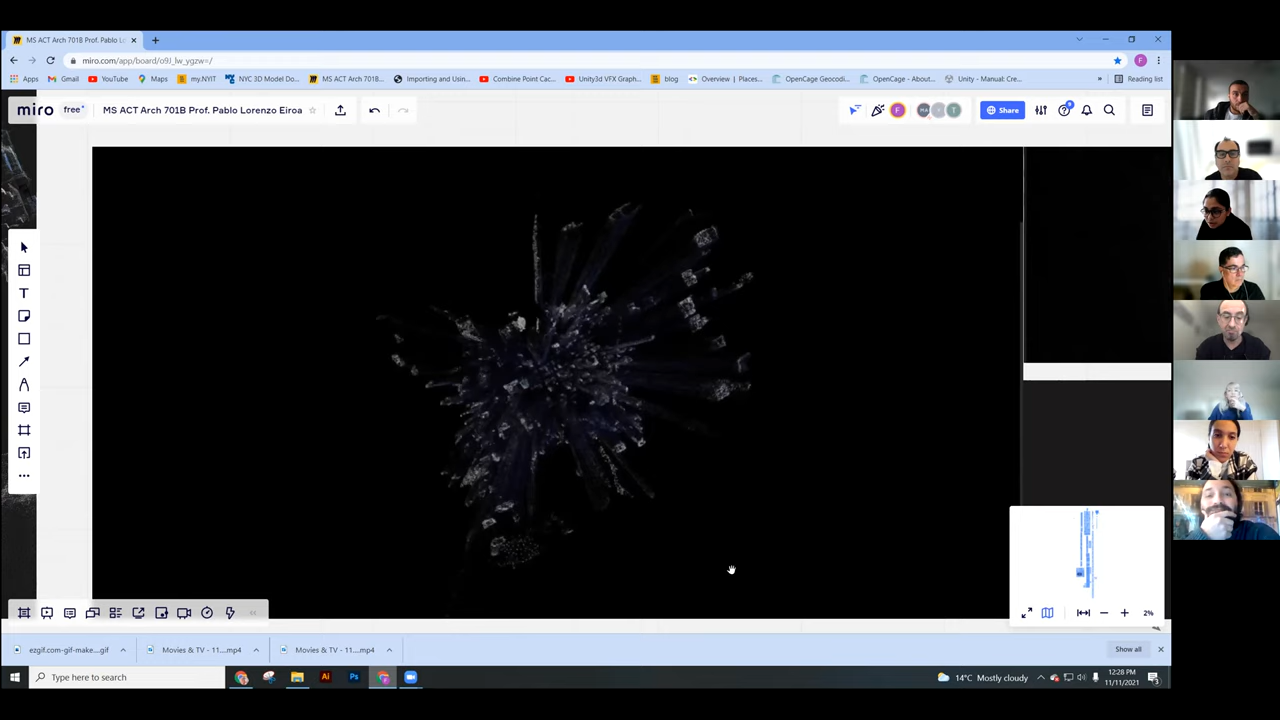 MS ACT Arch 701B Prof. Pablo Lo
miro.com/app/board/o9J_lw_ygzw=/
F
Apps Gmail YouTube Maps my.NYIT NYC 3D Model Do... MS ACT Arch 701B... Importing and Usin... Combine Point Cac... Unity3d VFX Graph... blog Overview | Places... OpenCage Geocodi... OpenCage - About... Unity - Manual: Cre... » Reading list
miro free MS ACT Arch 701B Prof. Pablo Lorenzo Eiroa F MA T Share
T
2%
ezgif.com-gif-make....gif Movies & TV - 11....mp4 Movies & TV - 11....mp4 Show all
Type here to search Ai Ps 14°C Mostly cloudy 12:28 PM
11/11/2021